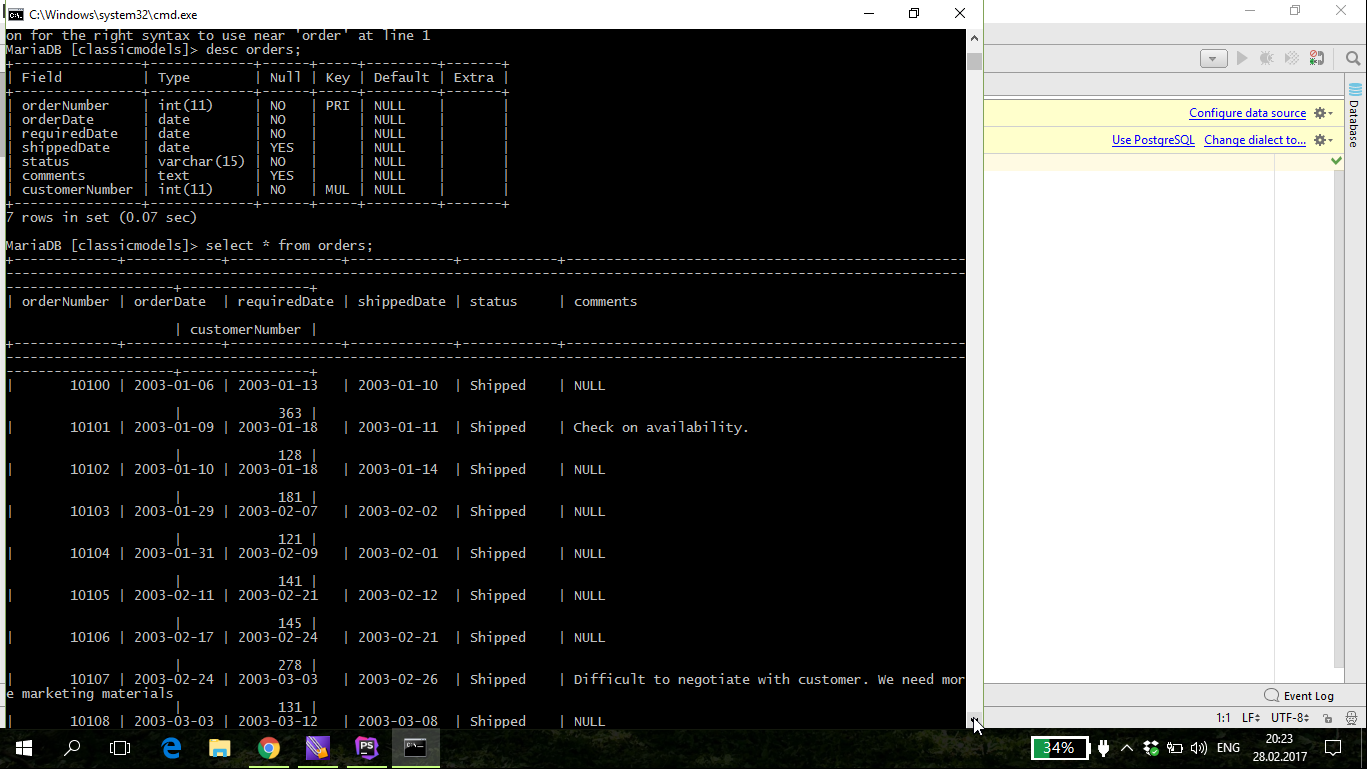 C:\Windows\system32\cmd.exe
on for the right syntax to use near 'order' at line 1
MariaDB [classicmodels]> desc orders;
+----------------+-------------+------+-----+---------+-------+
| Field          | Type        | Null | Key | Default | Extra |
+----------------+-------------+------+-----+---------+-------+
| orderNumber    | int(11)     | NO   | PRI | NULL    |       |
| orderDate      | date        | NO   |     | NULL    |       |
| requiredDate   | date        | NO   |     | NULL    |       |
| shippedDate    | date        | YES  |     | NULL    |       |
| status         | varchar(15) | NO   |     | NULL    |       |
| comments       | text        | YES  |     | NULL    |       |
| customerNumber | int(11)     | NO   | MUL | NULL    |       |
+----------------+-------------+------+-----+---------+-------+
7 rows in set (0.07 sec)
MariaDB [classicmodels]> select * from orders;
| orderNumber | orderDate  | requiredDate | shippedDate | status     | comments
| customerNumber |
| 10100 | 2003-01-06 | 2003-01-13   | 2003-01-10  | Shipped    | NULL
| 363 |
| 10101 | 2003-01-09 | 2003-01-18   | 2003-01-11  | Shipped    | Check on availability.
| 128 |
| 10102 | 2003-01-10 | 2003-01-18   | 2003-01-14  | Shipped    | NULL
| 181 |
| 10103 | 2003-01-29 | 2003-02-07   | 2003-02-02  | Shipped    | NULL
| 121 |
| 10104 | 2003-01-31 | 2003-02-09   | 2003-02-01  | Shipped    | NULL
| 141 |
| 10105 | 2003-02-11 | 2003-02-21   | 2003-02-12  | Shipped    | NULL
| 145 |
| 10106 | 2003-02-17 | 2003-02-24   | 2003-02-21  | Shipped    | NULL
| 278 |
| 10107 | 2003-02-24 | 2003-03-03   | 2003-02-26  | Shipped    | Difficult to negotiate with customer. We need mor
e marketing materials
| 131 |
| 10108 | 2003-03-03 | 2003-03-12   | 2003-03-08  | Shipped    | NULL
Configure data source
Use PostgreSQL Change dialect to...
Database
Event Log
1:1 LF UTF-8
PS
34%
ENG
20:23
28.02.2017